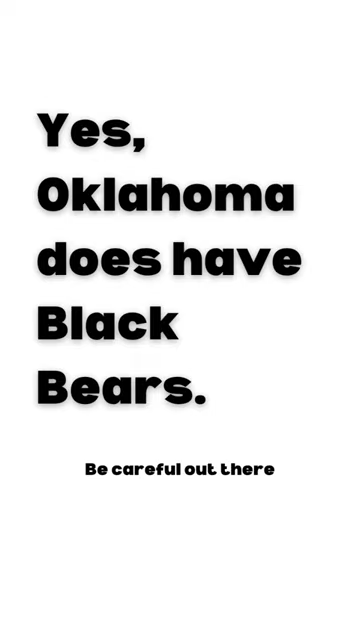 Yes,
Oklahoma
does have
Black
Bears.
Be careful out there